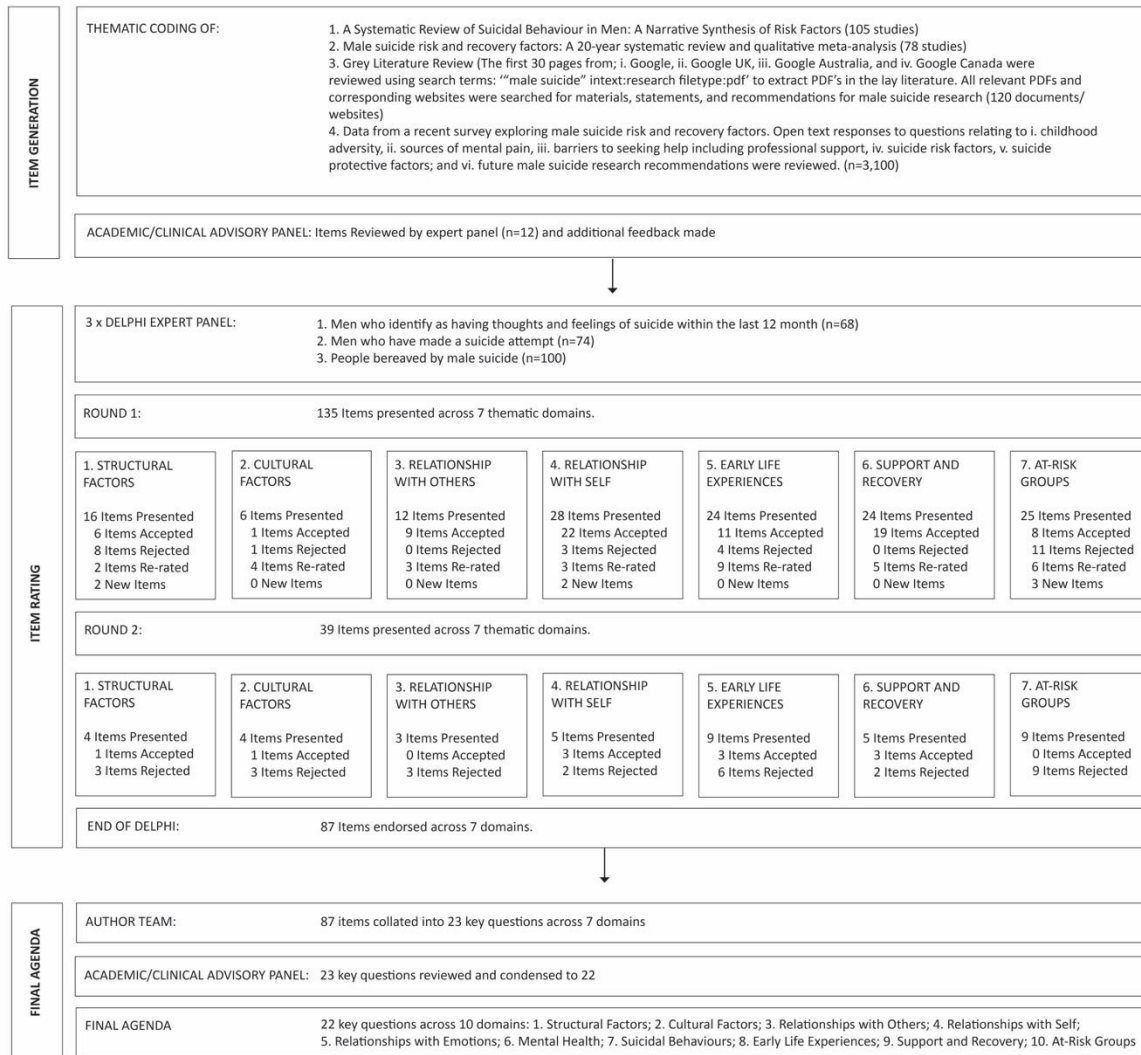 ITEM GENERATION
THEMATIC CODING OF:
1. A Systematic Review of Suicidal Behaviour in Men: A Narrative Synthesis of Risk Factors (105 studies)
2. Male suicide risk and recovery factors: A 20-year systematic review and qualitative meta-analysis (78 studies)
3. Grey Literature Review (The first 30 pages from; i. Google, ii. Google UK, iii. Google Australia, and iv. Google Canada were
reviewed using search terms: ‘“male suicide” intext:research filetype:pdf’ to extract PDF’s in the lay literature. All relevant PDFs and
corresponding websites were searched for materials, statements, and recommendations for male suicide research (120 documents/
websites)
4. Data from a recent survey exploring male suicide risk and recovery factors. Open text responses to questions relating to i. childhood
adversity, ii. sources of mental pain, iii. barriers to seeking help including professional support, iv. suicide risk factors, v. suicide
protective factors; and vi. future male suicide research recommendations were reviewed. (n=3,100)
ACADEMIC/CLINICAL ADVISORY PANEL: Items Reviewed by expert panel (n=12) and additional feedback made
ITEM RATING
3 x DELPHI EXPERT PANEL:
1. Men who identify as having thoughts and feelings of suicide within the last 12 month (n=68)
2. Men who have made a suicide attempt (n=74)
3. People bereaved by male suicide (n=100)
ROUND 1: 135 Items presented across 7 thematic domains.
1. STRUCTURAL
FACTORS
16 Items Presented
6 Items Accepted
8 Items Rejected
2 Items Re-rated
2 New Items
2. CULTURAL
FACTORS
6 Items Presented
1 Items Accepted
1 Items Rejected
4 Items Re-rated
0 New Items
3. RELATIONSHIP
WITH OTHERS
12 Items Presented
9 Items Accepted
0 Items Rejected
3 Items Re-rated
0 New Items
4. RELATIONSHIP
WITH SELF
28 Items Presented
22 Items Accepted
3 Items Rejected
3 Items Re-rated
2 New Items
5. EARLY LIFE
EXPERIENCES
24 Items Presented
11 Items Accepted
4 Items Rejected
9 Items Re-rated
0 New Items
6. SUPPORT AND
RECOVERY
24 Items Presented
19 Items Accepted
0 Items Rejected
5 Items Re-rated
0 New Items
7. AT-RISK
GROUPS
25 Items Presented
8 Items Accepted
11 Items Rejected
6 Items Re-rated
3 New Items
ROUND 2: 39 Items presented across 7 thematic domains.
1. STRUCTURAL
FACTORS
4 Items Presented
1 Items Accepted
3 Items Rejected
2. CULTURAL
FACTORS
4 Items Presented
1 Items Accepted
3 Items Rejected
3. RELATIONSHIP
WITH OTHERS
3 Items Presented
0 Items Accepted
3 Items Rejected
4. RELATIONSHIP
WITH SELF
5 Items Presented
3 Items Accepted
2 Items Rejected
5. EARLY LIFE
EXPERIENCES
9 Items Presented
3 Items Accepted
6 Items Rejected
6. SUPPORT AND
RECOVERY
5 Items Presented
3 Items Accepted
2 Items Rejected
7. AT-RISK
GROUPS
9 Items Presented
0 Items Accepted
9 Items Rejected
END OF DELPHI: 87 Items endorsed across 7 domains.
FINAL AGENDA
AUTHOR TEAM: 87 items collated into 23 key questions across 7 domains
ACADEMIC/CLINICAL ADVISORY PANEL: 23 key questions reviewed and condensed to 22
FINAL AGENDA 22 key questions across 10 domains: 1. Structural Factors; 2. Cultural Factors; 3. Relationships with Others; 4. Relationships with Self;
5. Relationships with Emotions; 6. Mental Health; 7. Suicidal Behaviours; 8. Early Life Experiences; 9. Support and Recovery; 10. At-Risk Groups